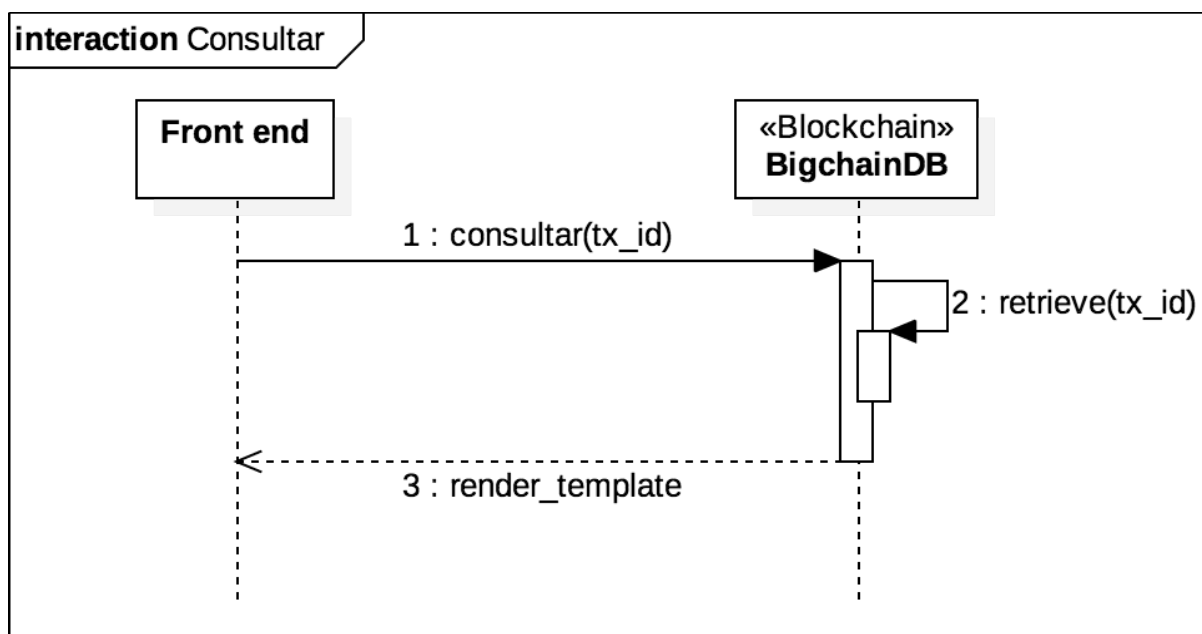 interaction Consultar
Front end
«Blockchain»
BigchainDB
1 : consultar(tx_id)
2 : retrieve(tx_id)
3 : render_template